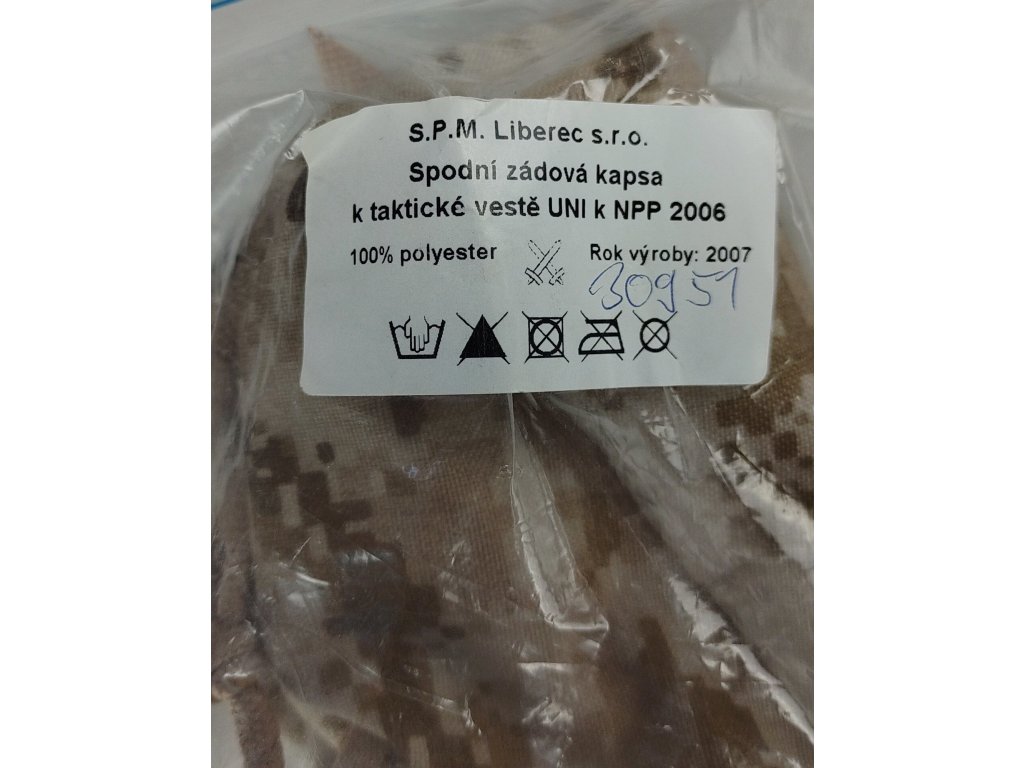 S.P.M. Liberec s.r.o.
Spodní zádová kapsa
k taktické vestě UNI k NPP 2006
100% polyester
Rok výroby: 2007
30951